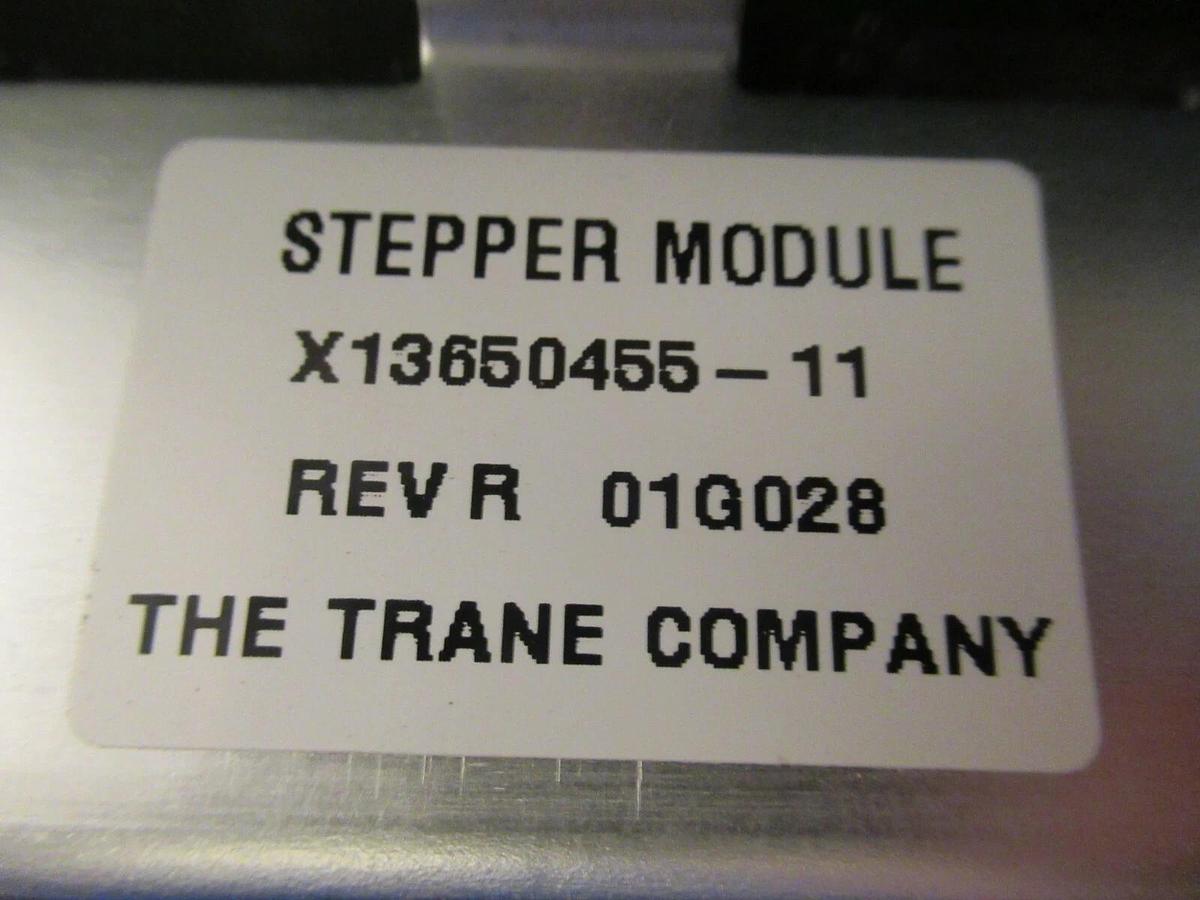 STEPPER MODULE
X13650455-11
REV R 01G028
THE TRANE COMPANY